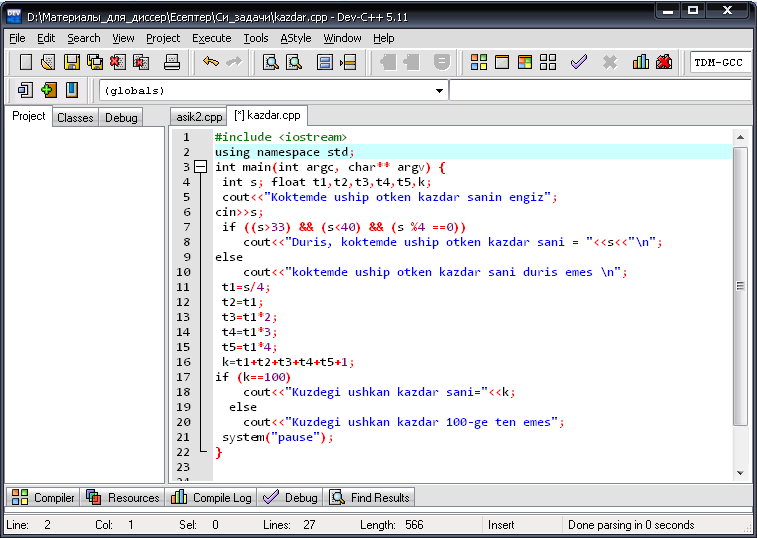 D:\Материалы_для_диссер\Есептер\Си_задачи\kazdar.cpp - Dev-C++ 5.11
File Edit Search View Project Execute Tools AStyle Window Help
TDM-GCC
(globals)
Project Classes Debug asik2.cpp [*] kazdar.cpp
1 #include <iostream>
2 using namespace std;
3 int main(int argc, char** argv) {
4 int s; float t1,t2,t3,t4,t5,k;
5 cout<<"Koktemde uship otken kazdar sanin engiz";
6 cin>>s;
7 if ((s>33) && (s<40) && (s %4 ==0))
8 cout<<"Duris, koktemde uship otken kazdar sani = "<<s<<"\n";
9 else
10 cout<<"koktemde uship otken kazdar sani duris emes \n";
11 t1=s/4;
12 t2=t1;
13 t3=t1*2;
14 t4=t1*3;
15 t5=t1*4;
16 k=t1+t2+t3+t4+t5+1;
17 if (k==100)
18 cout<<"Kuzdegi ushkan kazdar sani="<<k;
19 else
20 cout<<"Kuzdegi ushkan kazdar 100-ge ten emes";
21 system("pause");
22 }
23
Compiler Resources Compile Log Debug Find Results
Line: 2 Col: 1 Sel: 0 Lines: 27 Length: 566 Insert Done parsing in 0 seconds